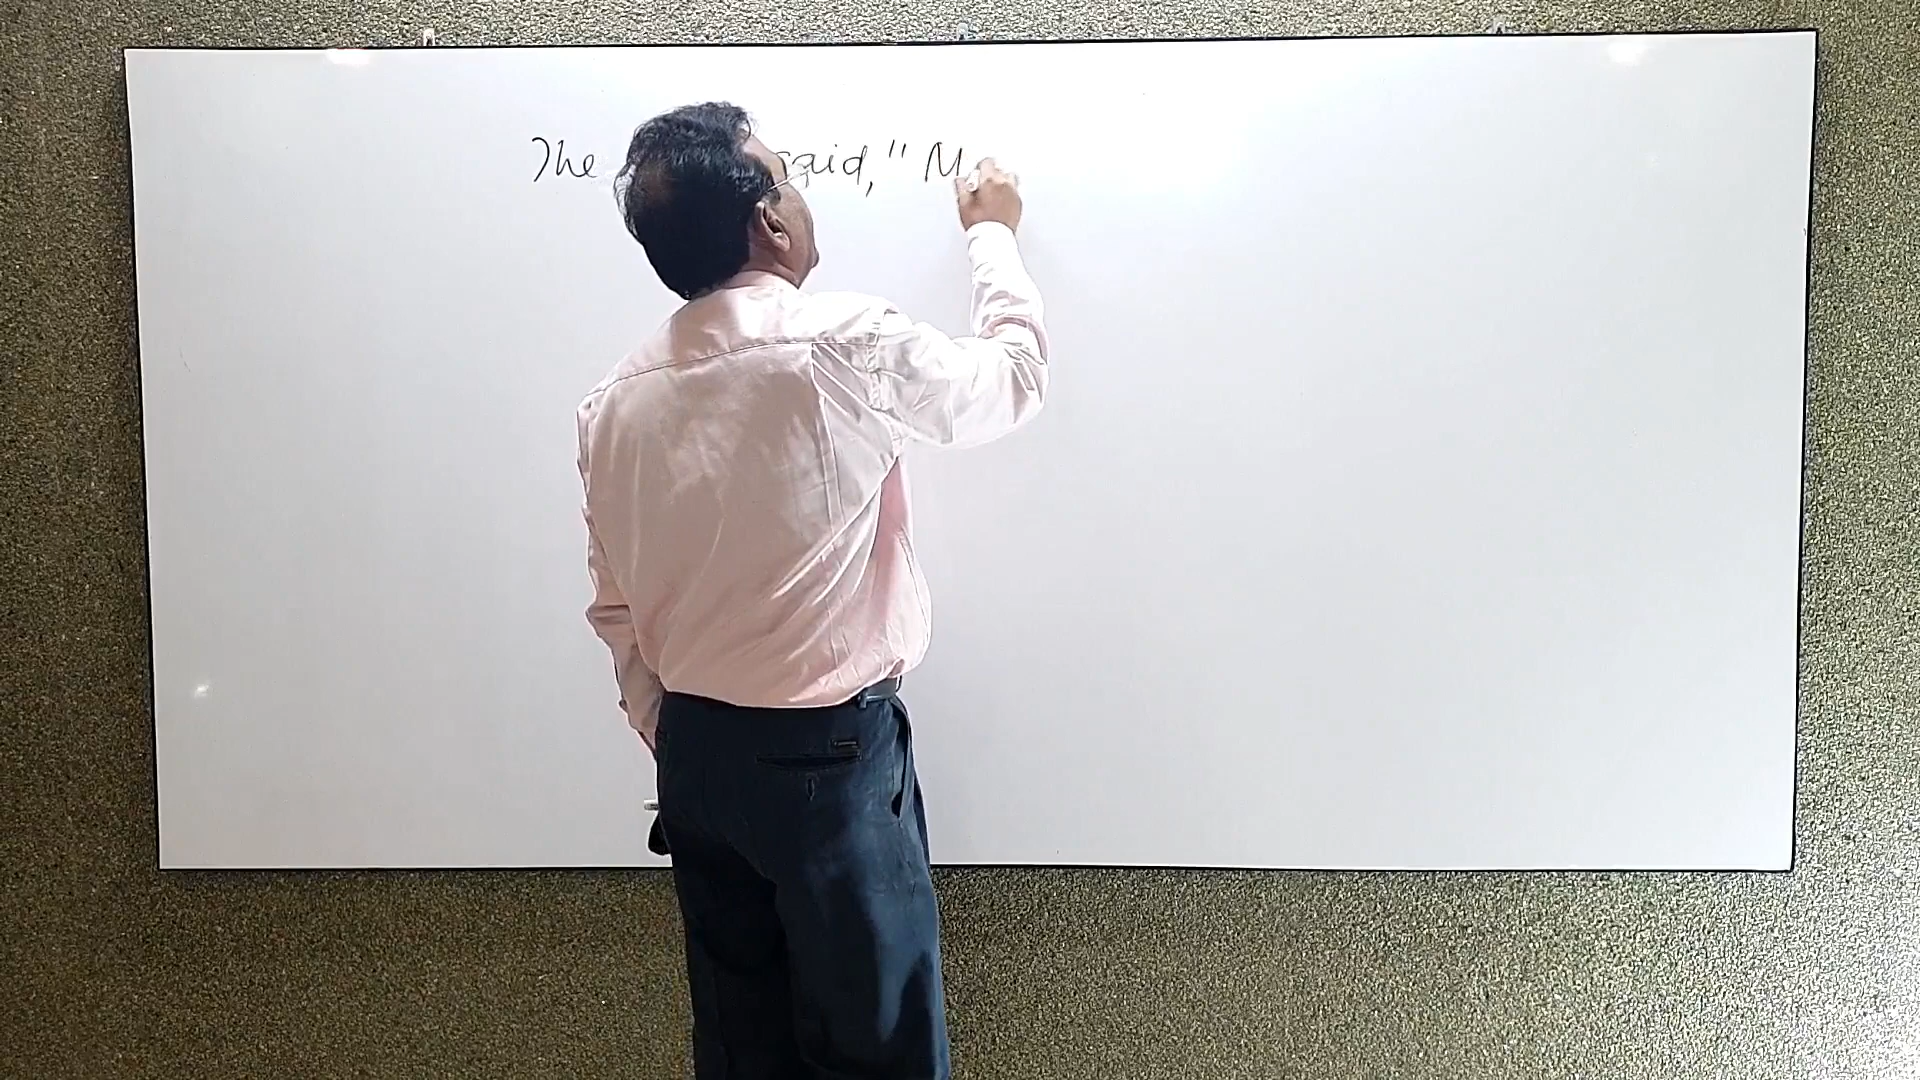 The said, " M